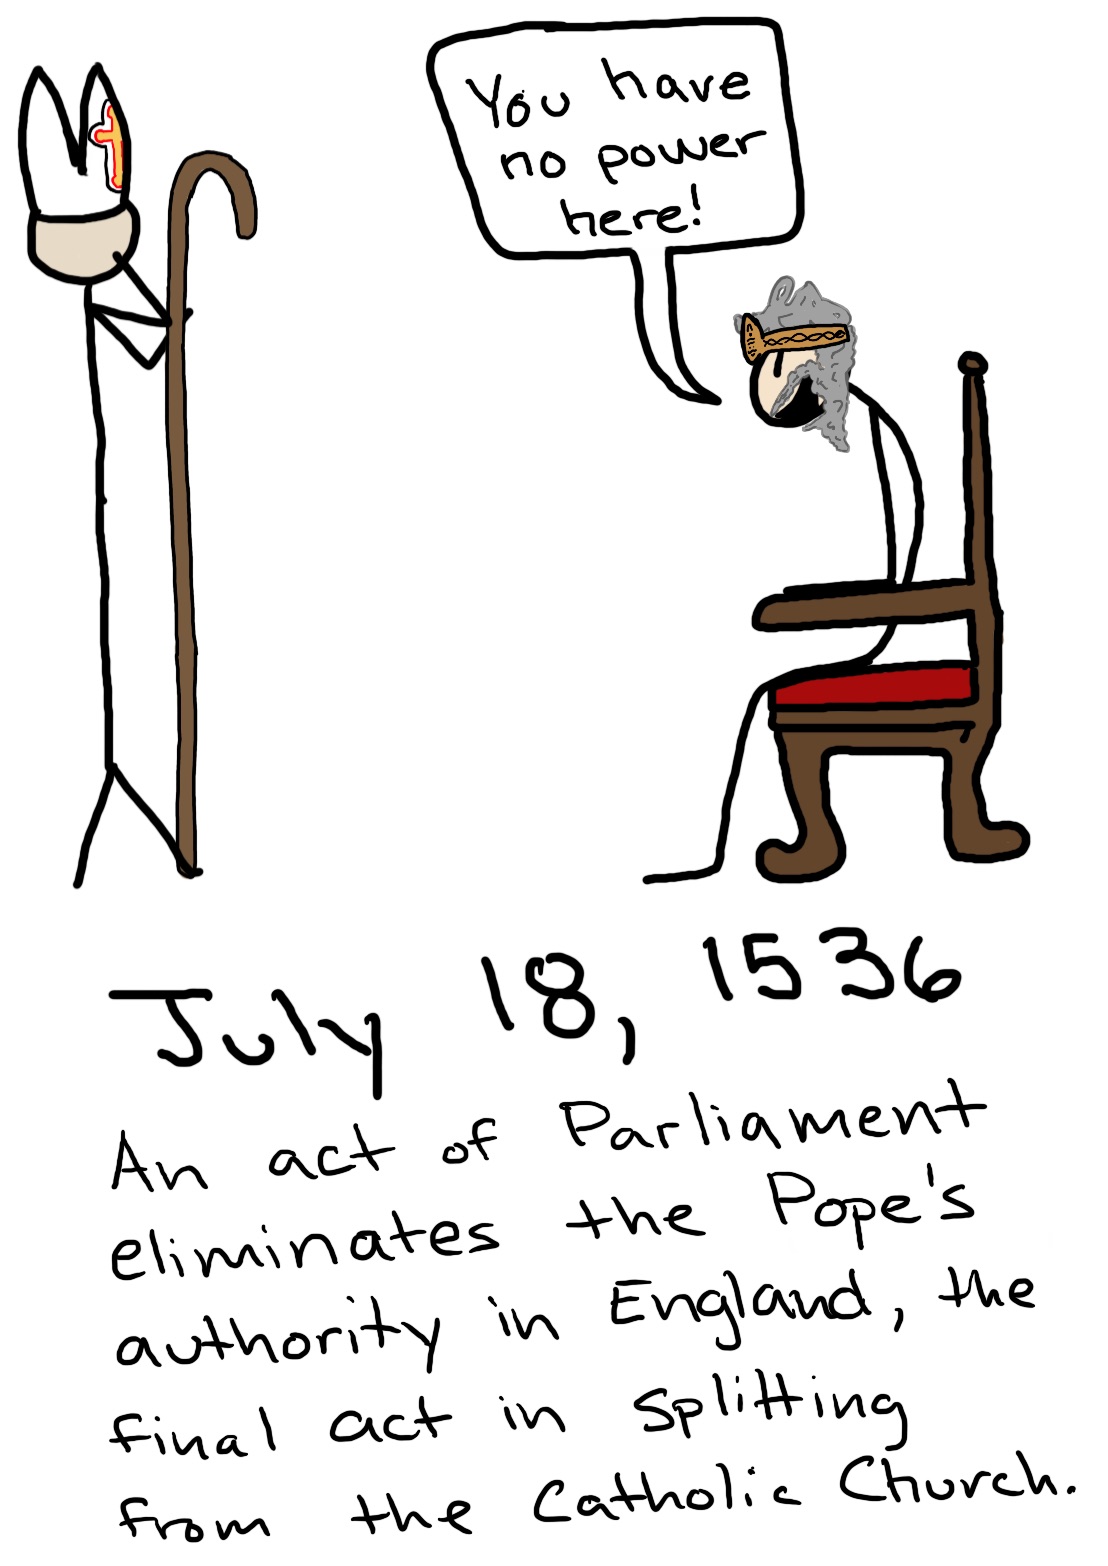 You have
no power
here!
July 18, 1536
An act of Parliament
eliminates the Pope's
authority in England, the
final act in splitting
from the Catholic Church.